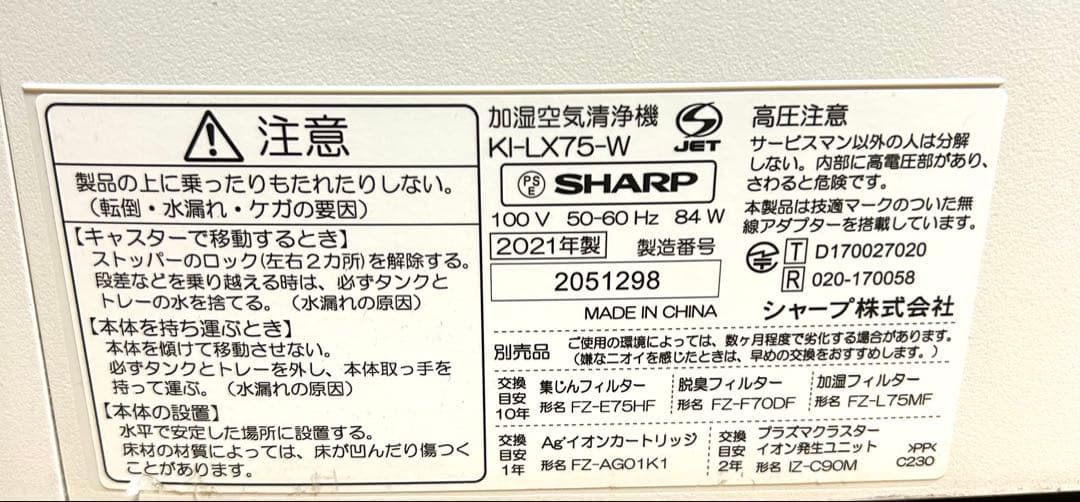 注意
製品の上に乗ったりもたれたりしない。
（転倒・水漏れ・ケガの要因）
【キャスターで移動するとき】
ストッパーのロック(左右2カ所)を解除する。
段差などを乗り越える時は、必ずタンクと
トレーの水を捨てる。（水漏れの原因）
【本体を持ち運ぶとき】
本体を傾けて移動させない。
必ずタンクとトレーを外し、本体取っ手を
持って運ぶ。（水漏れの原因）
【本体の設置】
水平で安定した場所に設置する。
床材の材質によっては、床が凹んだり傷つく
ことがあります。
加湿空気清浄機
KI-LX75-W
JET
PSE SHARP
100 V 50-60 Hz 84 W
2021年製 製造番号
2051298
MADE IN CHINA
高圧注意
サービスマン以外の人は分解
しない。内部に高電圧部があり、
さわると危険です。
本製品は技適マークのついた無
線アダプターを搭載しています。
T D170027020
R 020-170058
シャープ株式会社
別売品
ご使用の環境によっては、数ヶ月程度で劣化する場合があります。
（嫌なニオイを感じたときは、早めの交換をおすすめします。）
交換目安10年
集じんフィルター
形名 FZ-E75HF
脱臭フィルター
形名 FZ-F70DF
加湿フィルター
形名 FZ-L75MF
交換目安1年
Ag⁺イオンカートリッジ
形名 FZ-AG01K1
交換目安2年
プラズマクラスター
イオン発生ユニット
形名 IZ-C90M
>PP<
C230